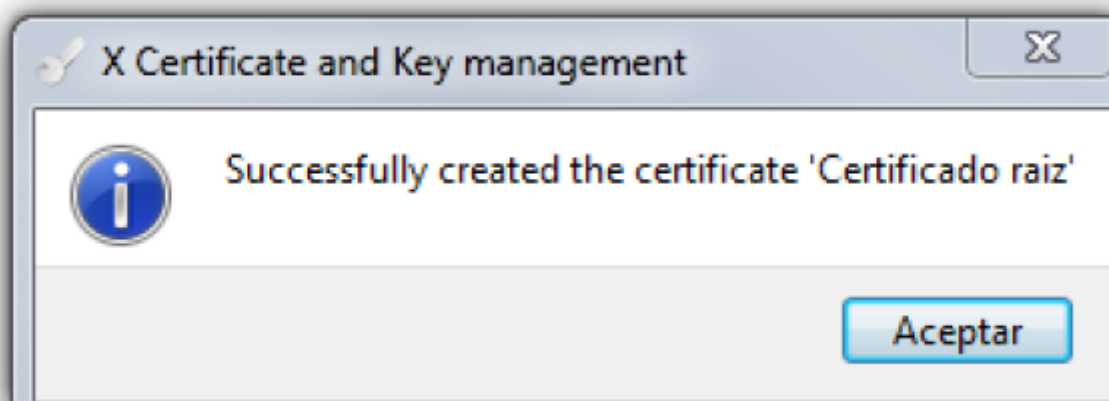 X Certificate and Key management
Successfully created the certificate 'Certificado raiz'
Aceptar